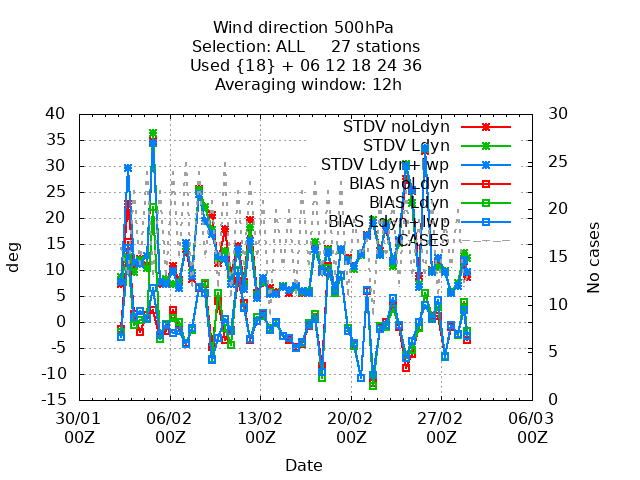 Wind direction 500hPa
Selection: ALL 27 stations
Used {18} + 06 12 18 24 36
Averaging window: 12h
STDV noLdyn
STDV Ldyn
STDV Ldyn+lwp
BIAS noLdyn
BIAS Ldyn
BIAS Ldyn+lwp
CASES
deg
40
35
30
25
20
15
10
5
0
-5
-10
-15
No cases
30
25
20
15
10
5
0
30/01 06/02 13/02 20/02 27/02 06/03
00Z 00Z 00Z 00Z 00Z 00Z
Date